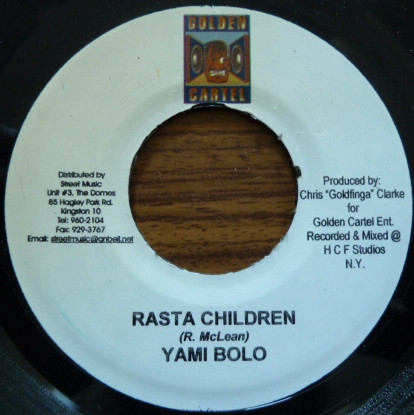 GOLDEN
CARTEL
Distributed by
Street Music
Unit #3, The Domes
85 Hagley Park Rd.
Kingston 10
Tel: 960-2104
Fax: 929-3767
Email: streetmusic@anbell.net
Produced by:
Chris "Goldfinga" Clarke
for
Golden Cartel Ent.
Recorded & Mixed @
H C F Studios
N.Y.
RASTA CHILDREN
(R. McLean)
YAMI BOLO